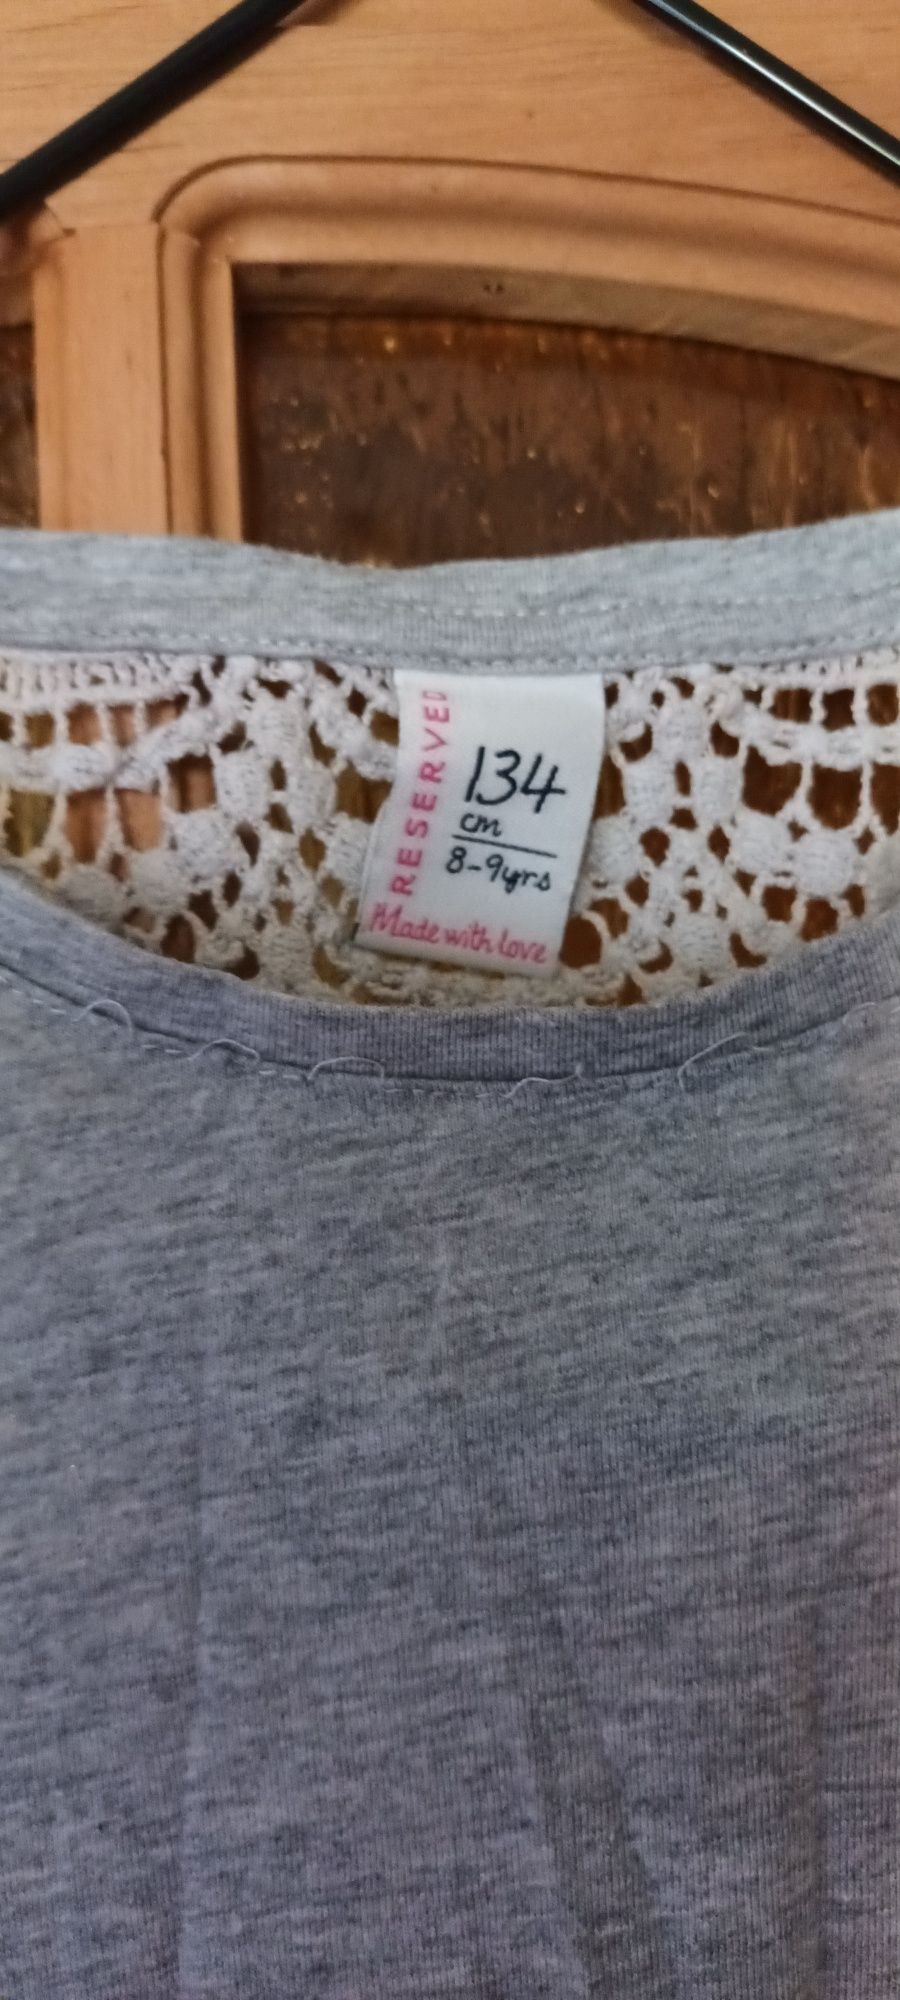 RESERVED
134
cm
8-9yrs
Made with love